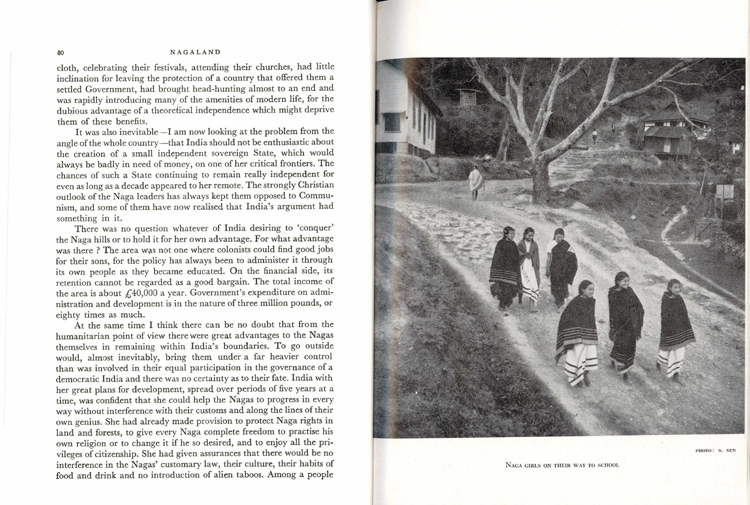 80
NAGALAND
cloth, celebrating their festivals, attending their churches, had little
inclination for leaving the protection of a country that offered them a
settled Government, had brought head-hunting almost to an end and
was rapidly introducing many of the amenities of modern life, for the
dubious advantage of a theoretical independence which might deprive
them of these benefits.
It was also inevitable—I am now looking at the problem from the
angle of the whole country—that India should not be enthusiastic about
the creation of a small independent sovereign State, which would
always be badly in need of money, on one of her critical frontiers. The
chances of such a State continuing to remain really independent for
even as long as a decade appeared to her remote. The strongly Christian
outlook of the Naga leaders has always kept them opposed to Commu-
nism, and some of them have now realised that India's argument had
something in it.
There was no question whatever of India desiring to 'conquer'
the Naga hills or to hold it for her own advantage. For what advantage
was there ? The area was not one where colonists could find good jobs
for their sons, for the policy has always been to administer it through
its own people as they became educated. On the financial side, its
retention cannot be regarded as a good bargain. The total income of
the area is about £40,000 a year. Government's expenditure on admi-
nistration and development is in the nature of three million pounds, or
eighty times as much.
At the same time I think there can be no doubt that from the
humanitarian point of view there were great advantages to the Nagas
themselves in remaining within India's boundaries. To go outside
would, almost inevitably, bring them under a far heavier control
than was involved in their equal participation in the governance of a
democratic India and there was no certainty as to their fate. India with
her great plans for development, spread over periods of five years at a
time, was confident that she could help the Nagas to progress in every
way without interference with their customs and along the lines of their
own genius. She had already made provision to protect Naga rights in
land and forests, to give every Naga complete freedom to practise his
own religion or to change it if he so desired, and to enjoy all the pri-
vileges of citizenship. She had given assurances that there would be no
interference in the Nagas' customary law, their culture, their habits of
food and drink and no introduction of alien taboos. Among a people
PHOTO: S. SEN
NAGA GIRLS ON THEIR WAY TO SCHOOL